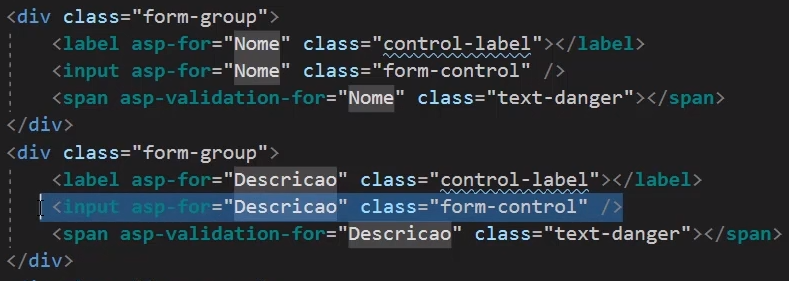 <div class="form-group">
<label asp-for="Nome" class="control-label"></label>
<input asp-for="Nome" class="form-control" />
<span asp-validation-for="Nome" class="text-danger"></span>
</div>
<div class="form-group">
<label asp-for="Descricao" class="control-label"></label>
<input asp-for="Descricao" class="form-control" />
<span asp-validation-for="Descricao" class="text-danger"></span>
</div>